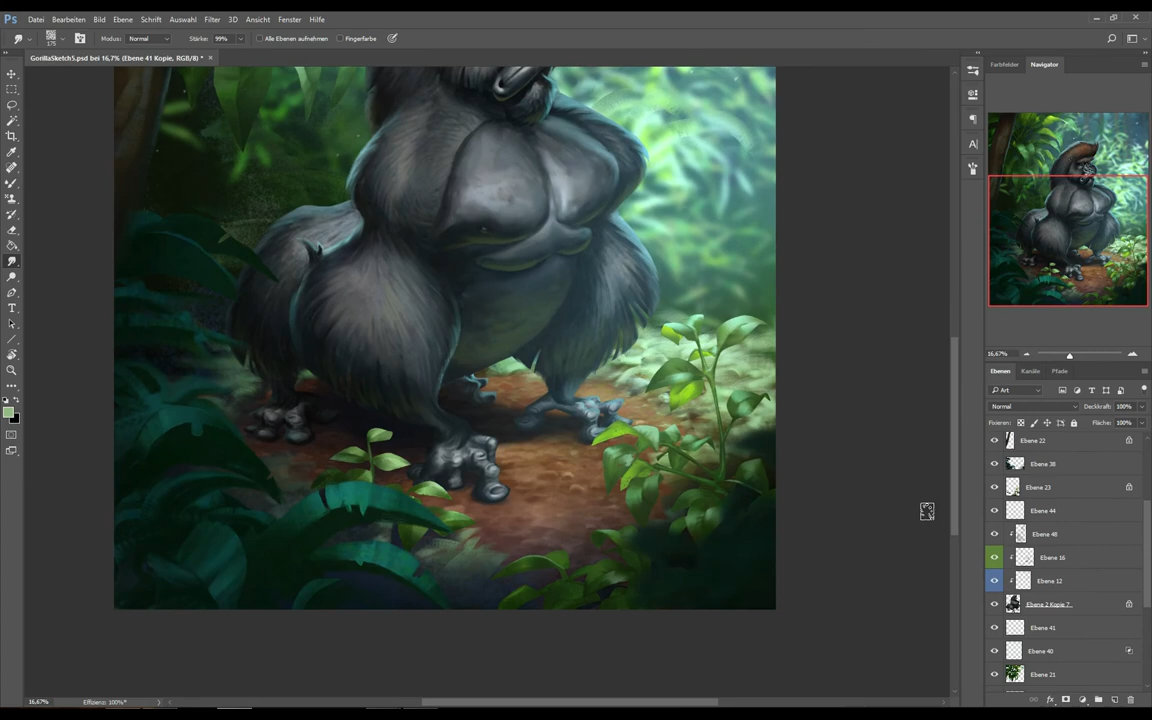 Ps Datei Bearbeiten Bild Ebene Schrift Auswahl Filter 3D Ansicht Fenster Hilfe
175 Modus: Normal Stärke: 99% Alle Ebenen aufnehmen Fingerfarbe
GorillaSketch5.psd bei 16,7% (Ebene 41 Kopie, RGB/8) * ×
Farbfelder Navigator
16,67%
Ebenen Kanäle Pfade
Art
Normal Deckkraft: 100%
Fixieren: Fläche: 100%
Ebene 22
Ebene 38
Ebene 23
Ebene 44
Ebene 48
Ebene 16
Ebene 12
Ebene 2 Kopie 7
Ebene 41
Ebene 40
Ebene 21
16,67% Effizienz: 100%*